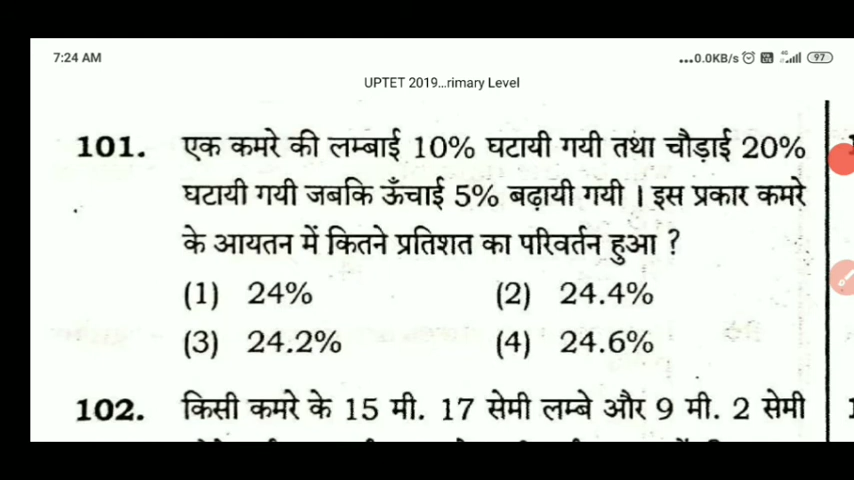 7:24 AM
...0.0KB/s 4G 97
UPTET 2019...rimary Level
101. एक कमरे की लम्बाई 10% घटायी गयी तथा चौड़ाई 20%
घटायी गयी जबकि ऊँचाई 5% बढ़ायी गयी । इस प्रकार कमरे
के आयतन में कितने प्रतिशत का परिवर्तन हुआ ?
(1) 24% (2) 24.4%
(3) 24.2% (4) 24.6%
102. किसी कमरे के 15 मी. 17 सेमी लम्बे और 9 मी. 2 सेमी